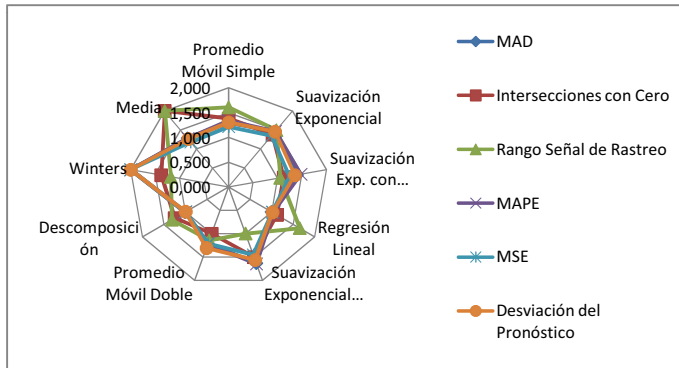 Promedio
Móvil Simple
Suavización
Exponencial
Suavización
Exp. con...
Regresión
Lineal
Suavización
Exponencial...
Promedio
Móvil Doble
Descomposici
ón
Winters
Media
2,000
1,500
1,000
0,500
0,000
MAD
Intersecciones con Cero
Rango Señal de Rastreo
MAPE
MSE
Desviación del
Pronóstico